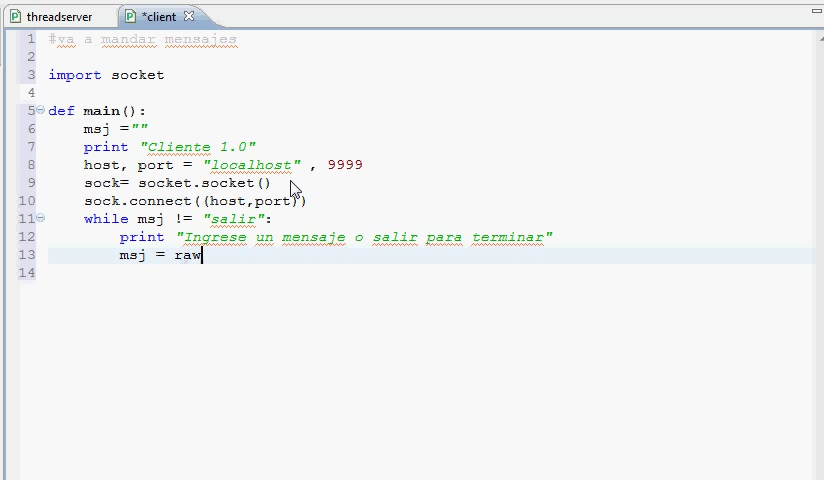 threadserver *client
1 #va a mandar mensajes
2
3 import socket
4
5 def main():
6 msj =""
7 print "Cliente 1.0"
8 host, port = "localhost" , 9999
9 sock= socket.socket()
10 sock.connect((host,port))
11 while msj != "salir":
12 print "Ingrese un mensaje o salir para terminar"
13 msj = raw
14